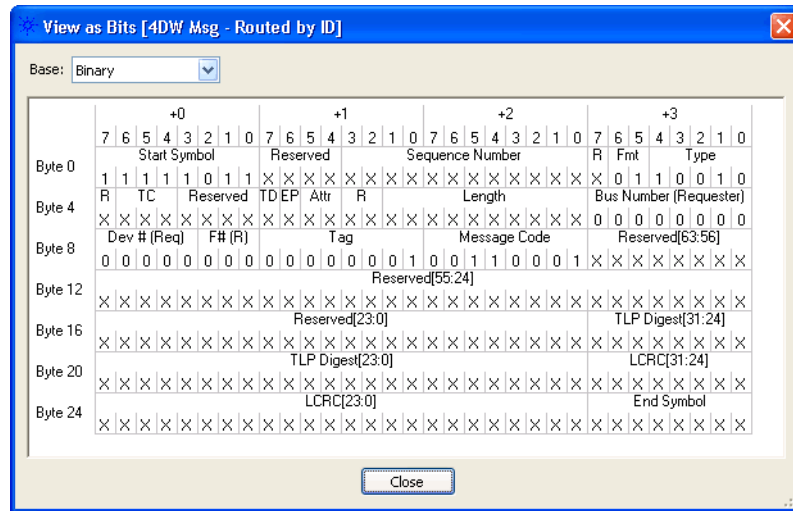 View as Bits [4DW Msg - Routed by ID]
Base: Binary
+0 +1 +2 +3
7 6 5 4 3 2 1 0 7 6 5 4 3 2 1 0 7 6 5 4 3 2 1 0 7 6 5 4 3 2 1 0
Byte 0 Start Symbol Reserved Sequence Number R Fmt Type
1 1 1 1 1 0 1 1 X X X X X X X X X X X X X X X X X 0 1 1 0 0 1 0
Byte 4 R TC Reserved TD EP Attr R Length Bus Number (Requester)
X X X X X X X X X X X X X X X X X X X X X X X X 0 0 0 0 0 0 0 0
Byte 8 Dev # (Req) F# (R) Tag Message Code Reserved[63:56]
0 0 0 0 0 0 0 0 0 0 0 0 0 0 0 1 0 0 1 1 0 0 0 1 X X X X X X X X
Byte 12 Reserved[55:24]
X X X X X X X X X X X X X X X X X X X X X X X X X X X X X X X X
Byte 16 Reserved[23:0] TLP Digest[31:24]
X X X X X X X X X X X X X X X X X X X X X X X X X X X X X X X X
Byte 20 TLP Digest[23:0] LCRC[31:24]
X X X X X X X X X X X X X X X X X X X X X X X X X X X X X X X X
Byte 24 LCRC[23:0] End Symbol
X X X X X X X X X X X X X X X X X X X X X X X X X X X X X X X X
Close